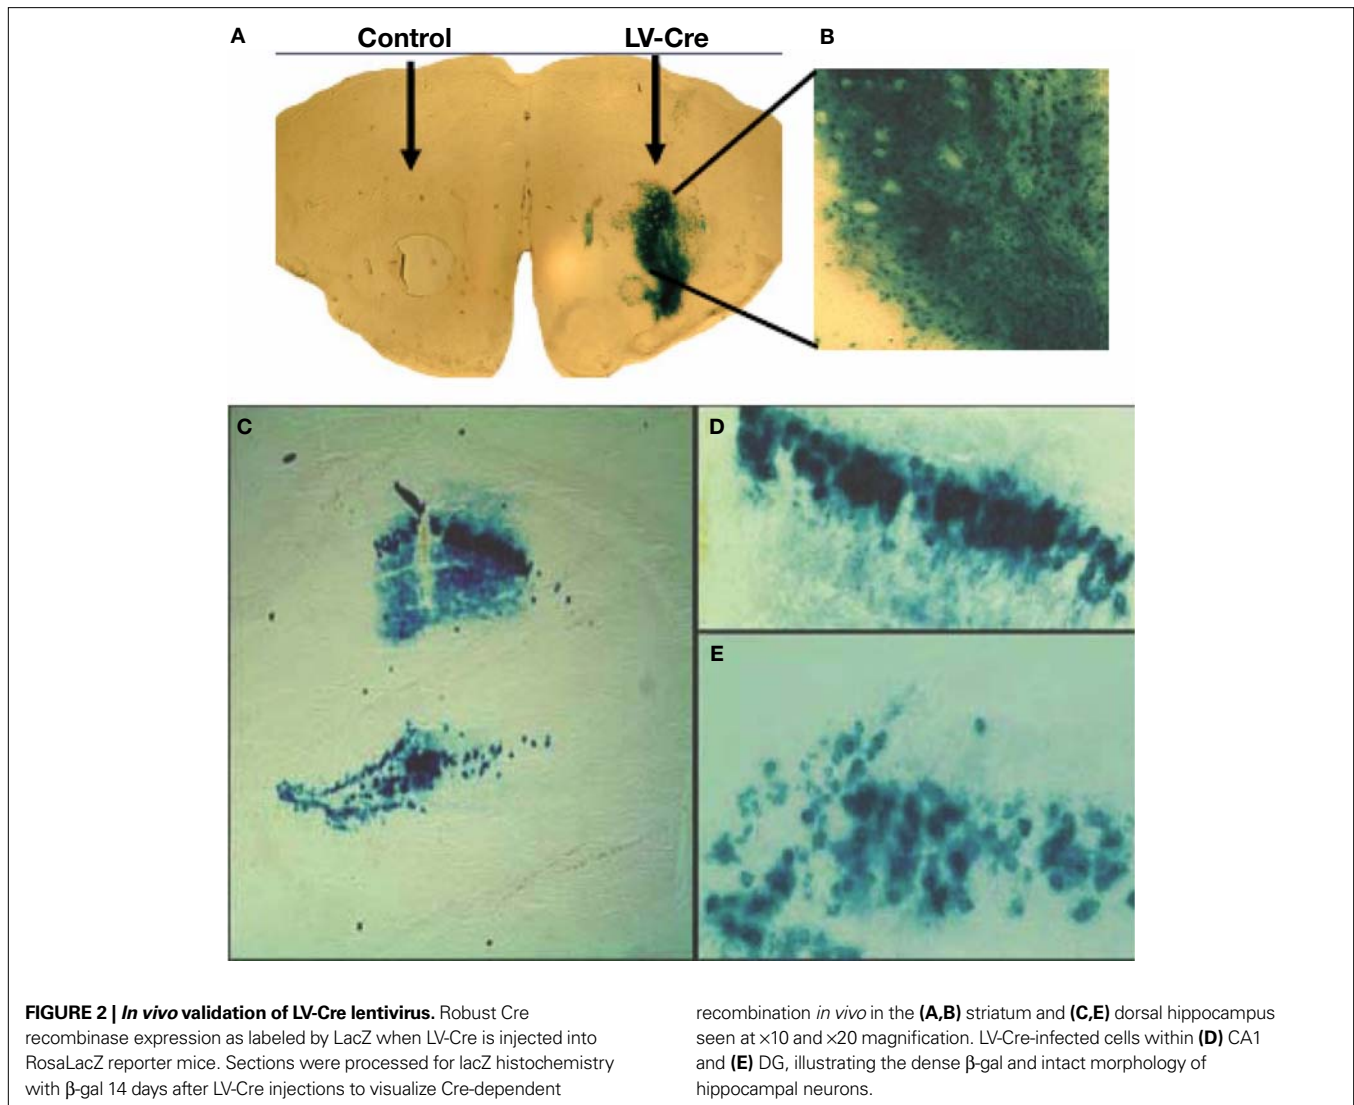 A
Control
LV-Cre
B
C
D
E
FIGURE 2 | In vivo validation of LV-Cre lentivirus. Robust Cre
recombinase expression as labeled by LacZ when LV-Cre is injected into
RosaLacZ reporter mice. Sections were processed for lacZ histochemistry
with β-gal 14 days after LV-Cre injections to visualize Cre-dependent
recombination in vivo in the (A,B) striatum and (C,E) dorsal hippocampus
seen at ×10 and ×20 magnification. LV-Cre-infected cells within (D) CA1
and (E) DG, illustrating the dense β-gal and intact morphology of
hippocampal neurons.